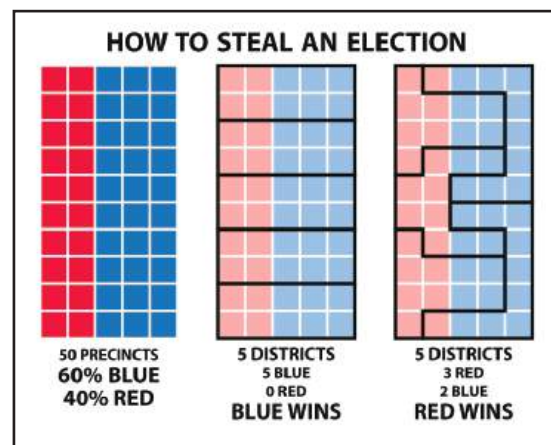 HOW TO STEAL AN ELECTION
50 PRECINCTS
60% BLUE
40% RED
5 DISTRICTS
5 BLUE
0 RED
BLUE WINS
5 DISTRICTS
3 RED
2 BLUE
RED WINS